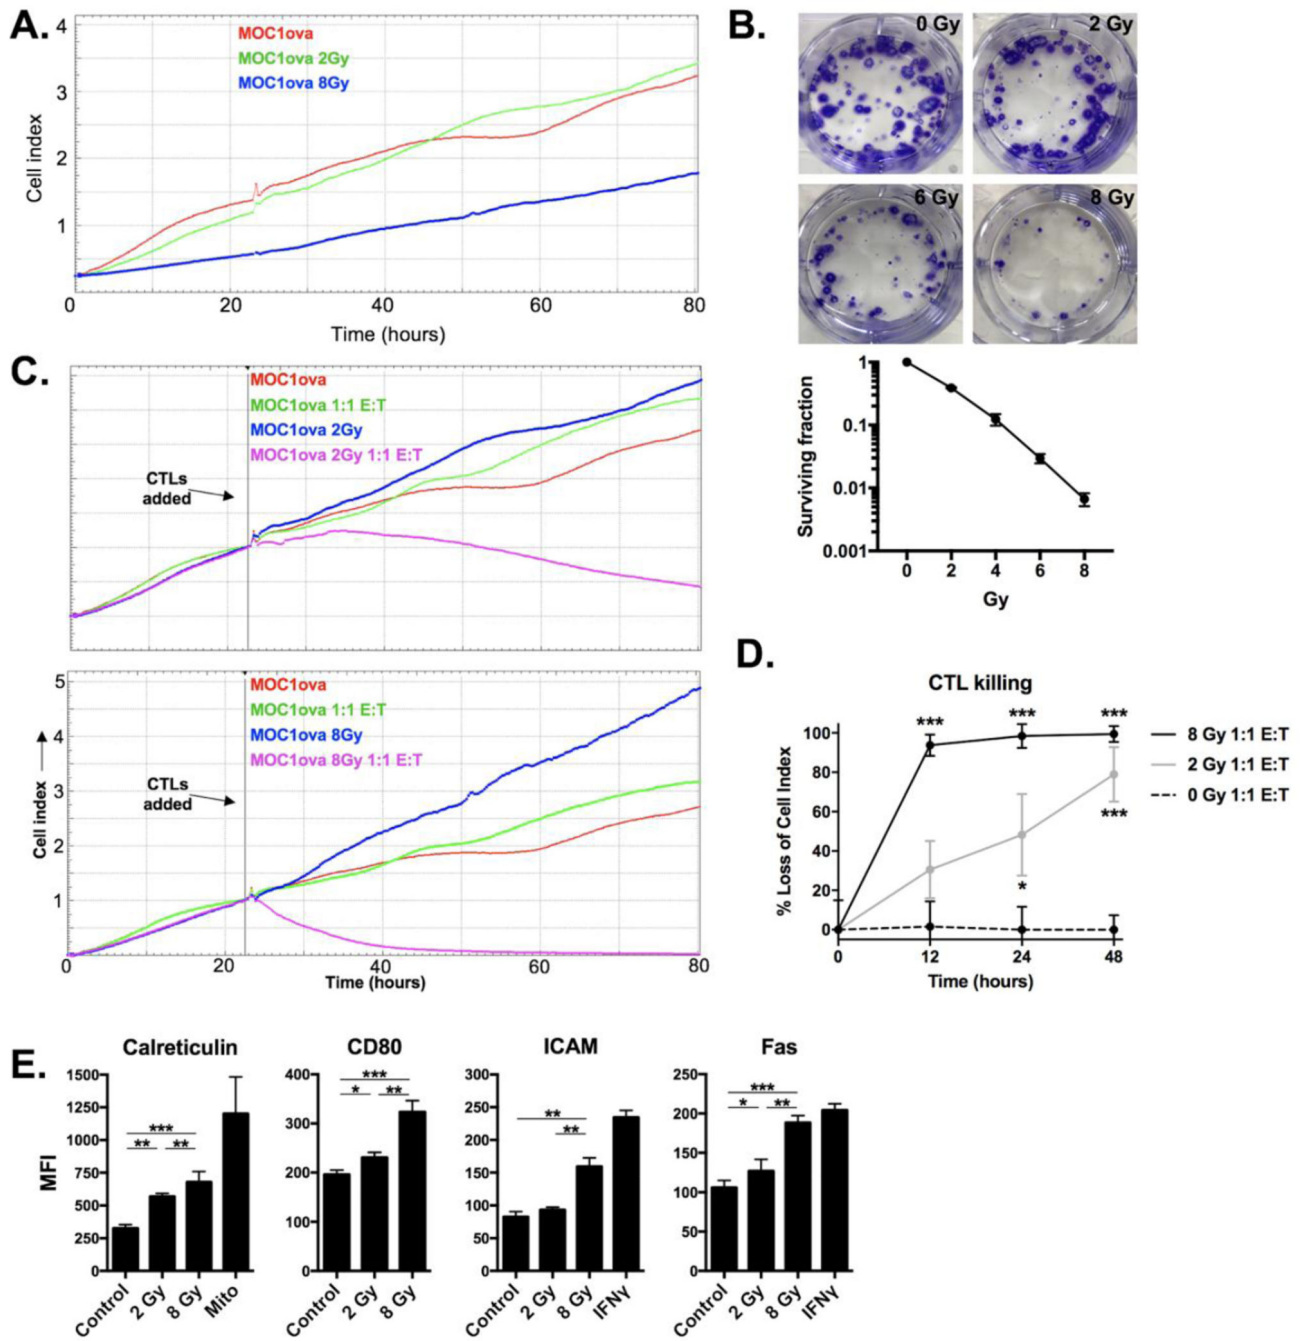 A.
4
3
2
1
Cell index
MOC1ova
MOC1ova 2Gy
MOC1ova 8Gy
0 20 40 60 80
Time (hours)
B.
0 Gy
2 Gy
6 Gy
8 Gy
1
0.1
0.01
0.001
Surviving fraction
0 2 4 6 8
Gy
C.
MOC1ova
MOC1ova 1:1 E:T
MOC1ova 2Gy
MOC1ova 2Gy 1:1 E:T
CTLs
added
5
4
3
2
1
Cell index
MOC1ova
MOC1ova 1:1 E:T
MOC1ova 8Gy
MOC1ova 8Gy 1:1 E:T
CTLs
added
0 20 40 60 80
Time (hours)
D.
CTL killing
100
80
60
40
20
0
% Loss of Cell Index
*** *** ***
***
*
8 Gy 1:1 E:T
2 Gy 1:1 E:T
0 Gy 1:1 E:T
0 12 24 48
Time (hours)
E.
Calreticulin
MFI
1500
1250
1000
750
500
250
0
***
** **
Control 2 Gy 8 Gy Mito
CD80
400
300
200
100
0
***
* **
Control 2 Gy 8 Gy
ICAM
300
250
200
150
100
50
0
**
**
Control 2 Gy 8 Gy IFNγ
Fas
250
200
150
100
50
0
***
* **
Control 2 Gy 8 Gy IFNγ